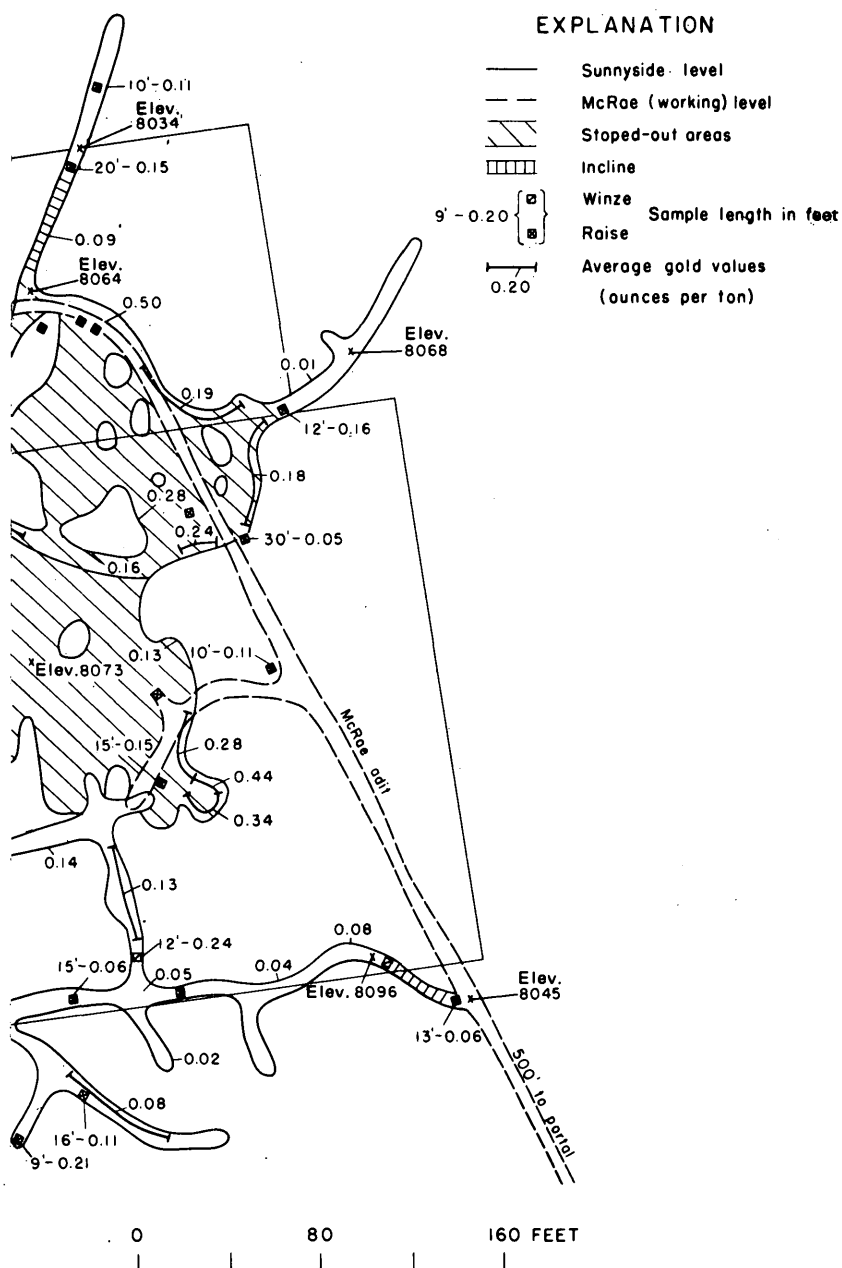 EXPLANATION
Sunnyside level
McRae (working) level
Stoped-out areas
Incline
9'-0.20
Winze
Raise
Sample length in feet
0.20
Average gold values
(ounces per ton)
10'-0.11
Elev.
8034'
20'-0.15
0.09'
Elev.
8064
0.50
Elev.
8068
0.01
0.19
12'-0.16
0.18
0.28
0.24
30'-0.05
0.16
0.13
10'-0.11
Elev.8073
McRae adit
15'-0.15
0.28
0.44
0.34
0.14
0.13
12'-0.24
0.08
15'-0.06
0.05
0.04
Elev. 8096
Elev.
8045
13'-0.06
0.02
500' to portal
0.08
16'-0.11
9'-0.21
0 80 160 FEET